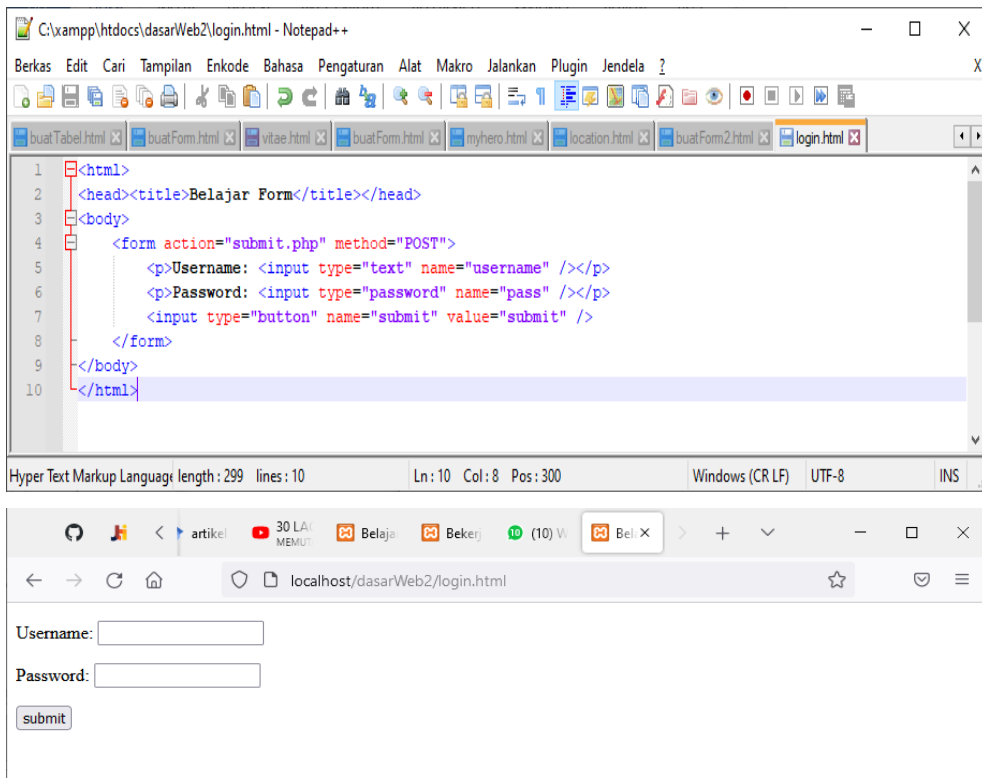 C:\xampp\htdocs\dasarWeb2\login.html - Notepad++
Berkas Edit Cari Tampilan Enkode Bahasa Pengaturan Alat Makro Jalankan Plugin Jendela ? X
buatTabel.html buatForm.html vitae.html buatForm.html myhero.html location.html buatForm2.html login.html
1 <html>
2 <head><title>Belajar Form</title></head>
3 <body>
4 <form action="submit.php" method="POST">
5 <p>Username: <input type="text" name="username" /></p>
6 <p>Password: <input type="password" name="pass" /></p>
7 <input type="button" name="submit" value="submit" />
8 </form>
9 </body>
10 </html>
Hyper Text Markup Language length : 299 lines : 10 Ln : 10 Col : 8 Pos : 300 Windows (CR LF) UTF-8 INS
artikel 30 LAG MEMUT Belaja Bekerj 10 (10) W Bel
localhost/dasarWeb2/login.html
Username:
Password:
submit